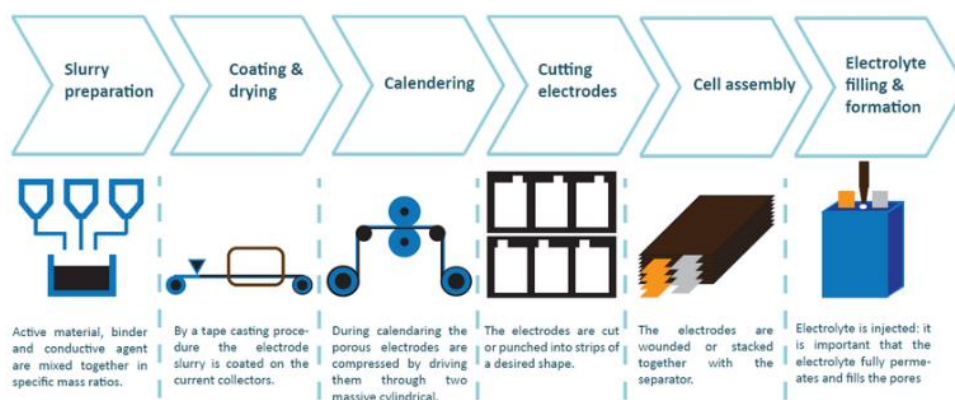 Slurry
preparation
Coating &
drying
Calendering
Cutting
electrodes
Cell assembly
Electrolyte
filling &
formation
Active material, binder
and conductive agent
are mixed together in
specific mass ratios.
By a tape casting proce-
dure the electrode
slurry is coated on the
current collectors.
During calendaring the
porous electrodes are
compressed by driving
them through two
massive cylindrical.
The electrodes are cut
or punched into strips of
a desired shape.
The electrodes are
wounded or stacked
together with the
separator.
Electrolyte is injected: it
is important that the
electrolyte fully perme-
ates and fills the pores